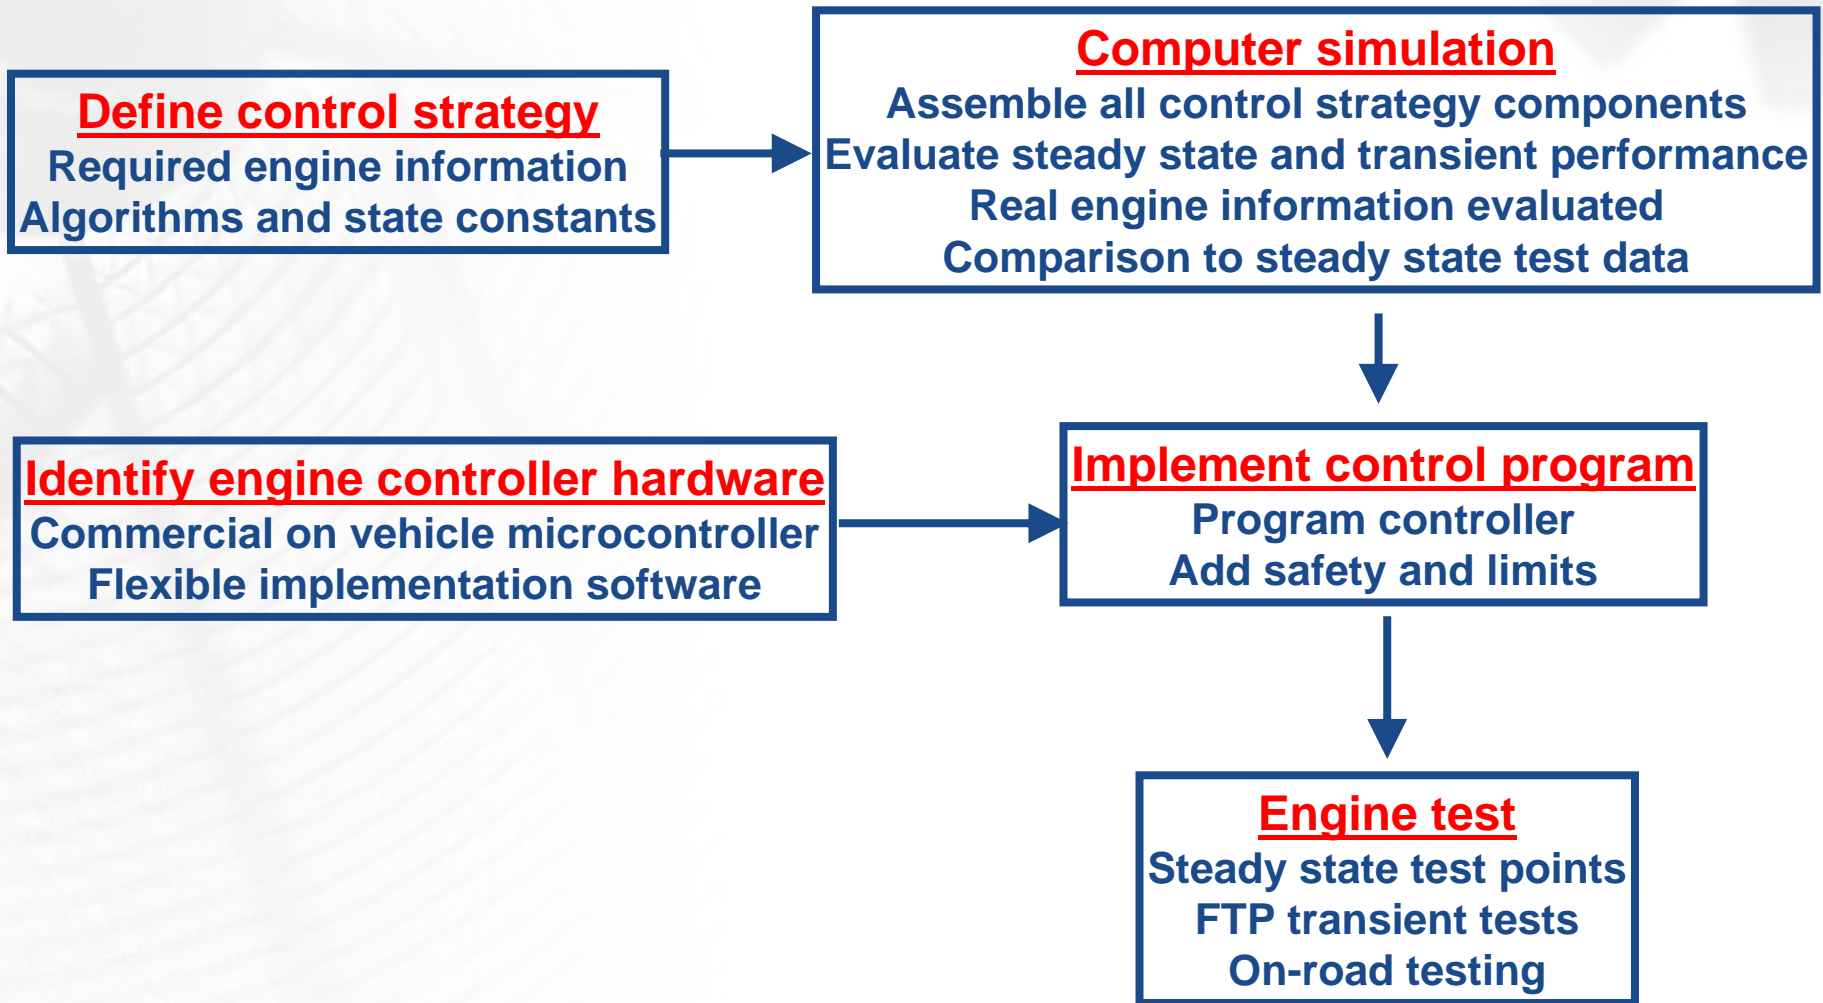 Define control strategy
Required engine information
Algorithms and state constants
Computer simulation
Assemble all control strategy components
Evaluate steady state and transient performance
Real engine information evaluated
Comparison to steady state test data
Identify engine controller hardware
Commercial on vehicle microcontroller
Flexible implementation software
Implement control program
Program controller
Add safety and limits
Engine test
Steady state test points
FTP transient tests
On-road testing